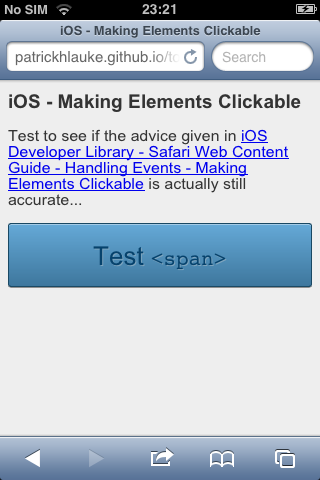 No SIM 23:21
iOS - Making Elements Clickable
patrickhlauke.github.io/to
Search
iOS - Making Elements Clickable
Test to see if the advice given in iOS
Developer Library - Safari Web Content
Guide - Handling Events - Making
Elements Clickable is actually still
accurate...
Test <span>